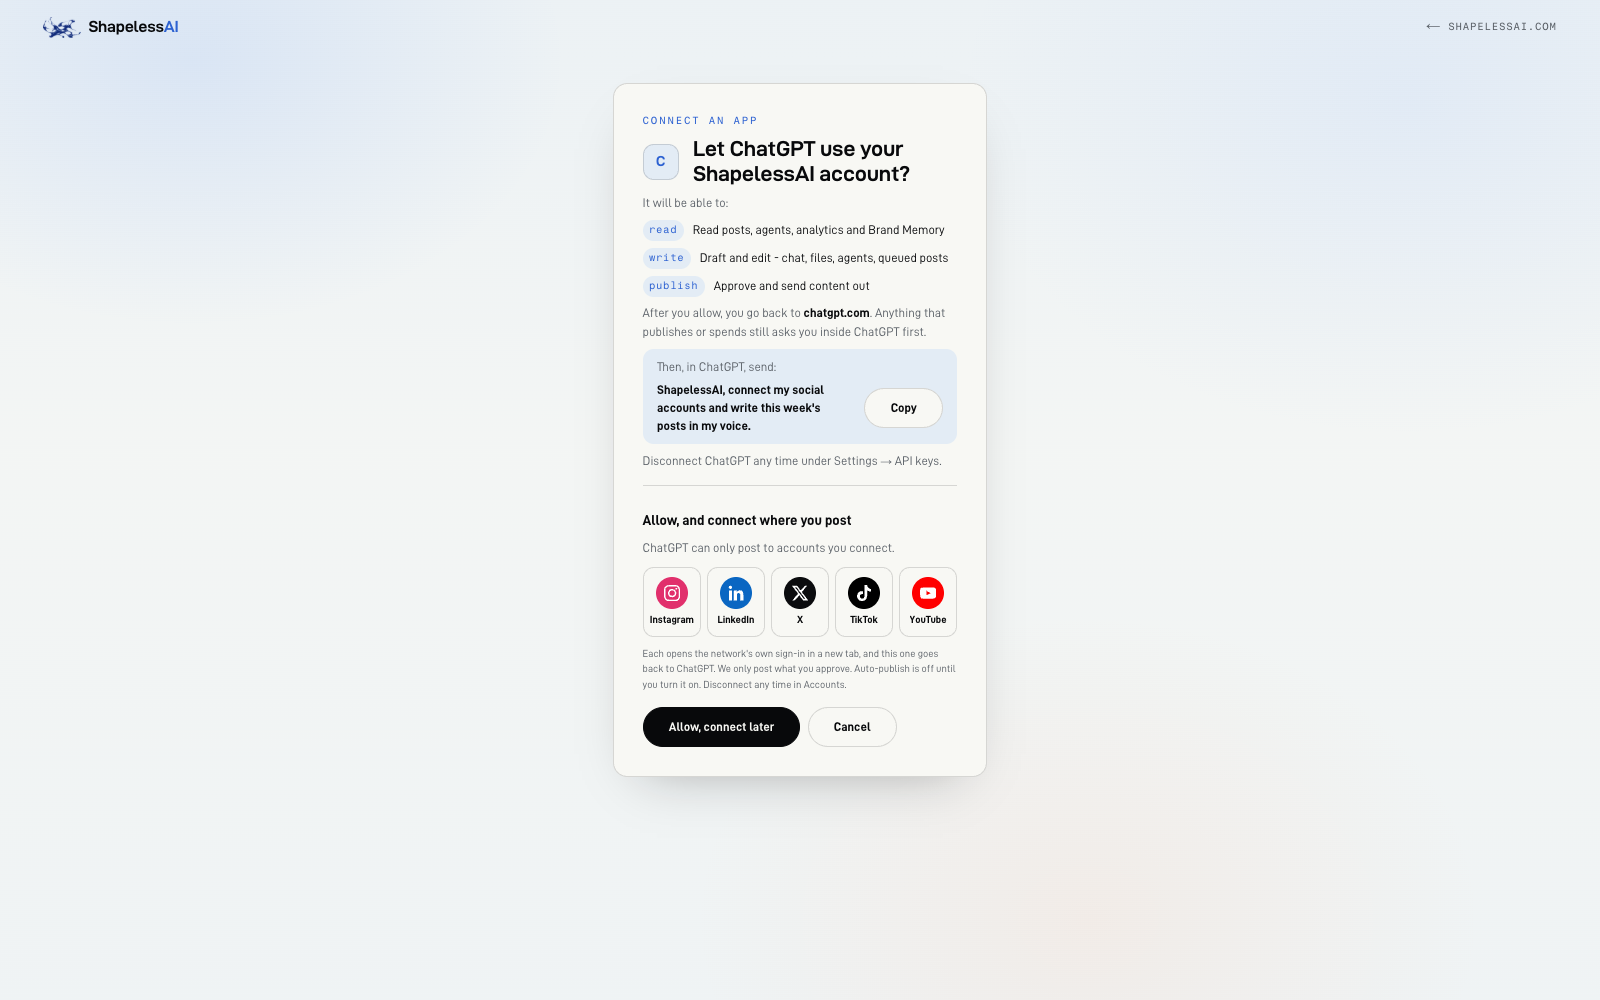 ShapelessAI
← SHAPELESSAI.COM
CONNECT AN APP
C
Let ChatGPT use your
ShapelessAI account?
It will be able to:
read Read posts, agents, analytics and Brand Memory
write Draft and edit - chat, files, agents, queued posts
publish Approve and send content out
After you allow, you go back to chatgpt.com. Anything that
publishes or spends still asks you inside ChatGPT first.
Then, in ChatGPT, send:
ShapelessAI, connect my social
accounts and write this week's
posts in my voice.
Copy
Disconnect ChatGPT any time under Settings → API keys.
Allow, and connect where you post
ChatGPT can only post to accounts you connect.
Instagram LinkedIn X TikTok YouTube
Each opens the network's own sign-in in a new tab, and this one goes
back to ChatGPT. We only post what you approve. Auto-publish is off until
you turn it on. Disconnect any time in Accounts.
Allow, connect later Cancel